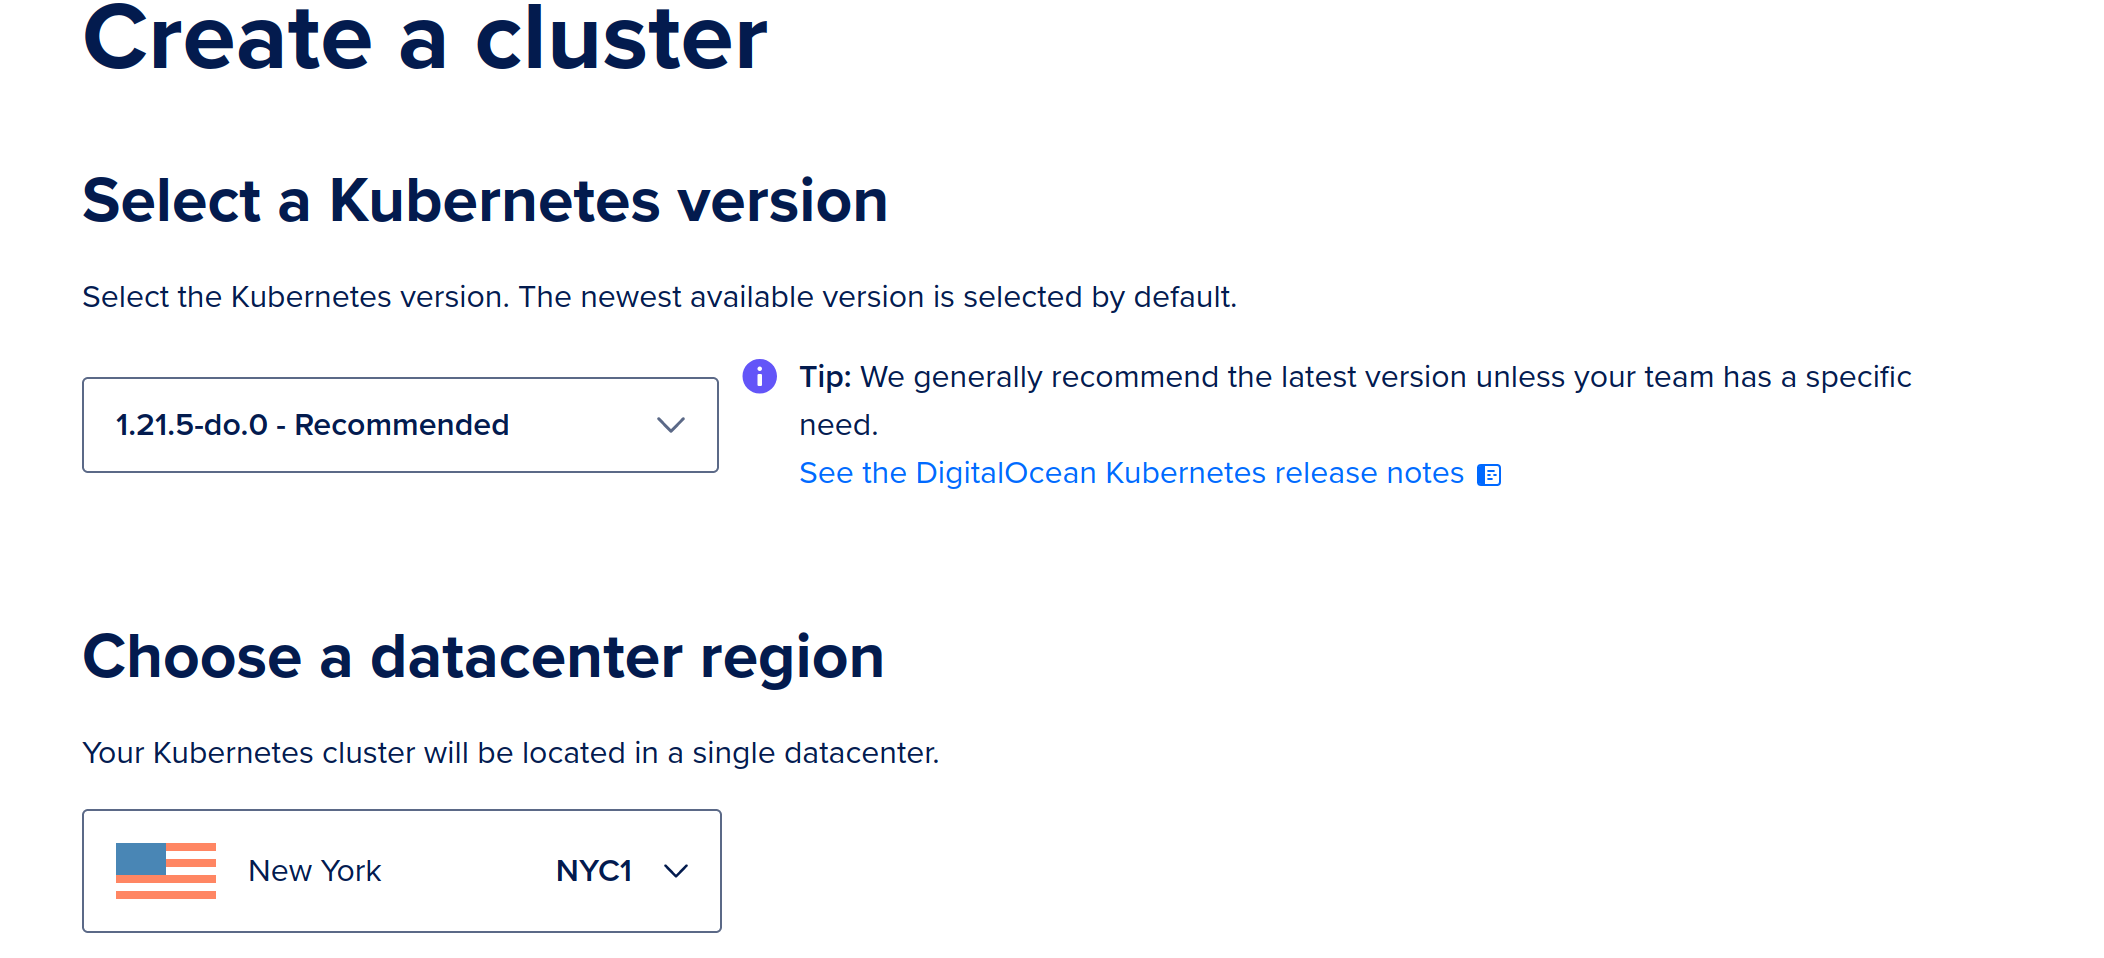 Create a cluster
Select a Kubernetes version
Select the Kubernetes version. The newest available version is selected by default.
1.21.5-do.0 - Recommended
Tip: We generally recommend the latest version unless your team has a specific
need.
See the DigitalOcean Kubernetes release notes
Choose a datacenter region
Your Kubernetes cluster will be located in a single datacenter.
New York NYC1